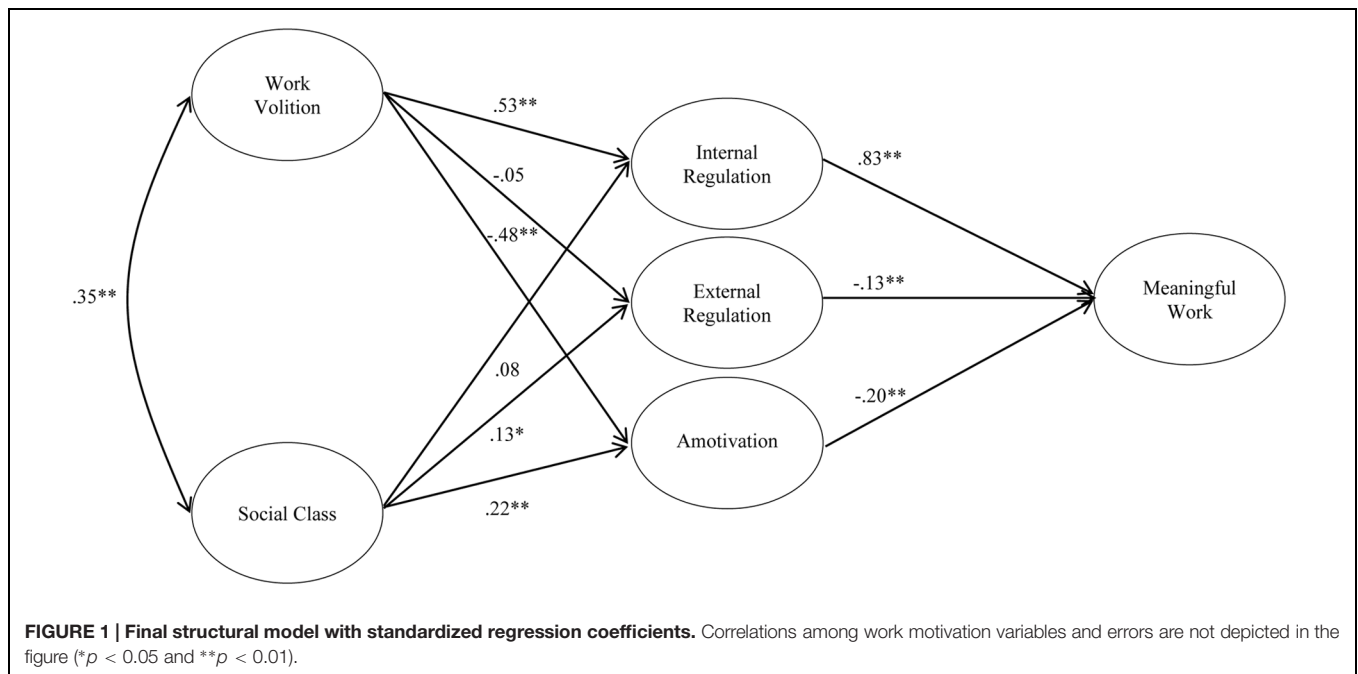 Work
Volition
.53**
Internal
Regulation
.83**
-.05
-.48**
.35**
External
Regulation
-.13**
Meaningful
Work
.08
.13*
Amotivation
-.20**
Social Class
.22**
FIGURE 1 | Final structural model with standardized regression coefficients. Correlations among work motivation variables and errors are not depicted in the
figure (*p < 0.05 and **p < 0.01).